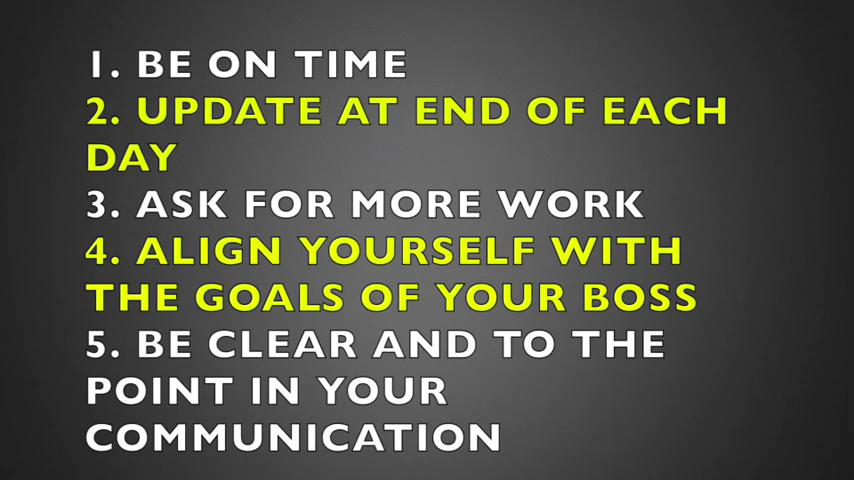 1. BE ON TIME
2. UPDATE AT END OF EACH
DAY
3. ASK FOR MORE WORK
4. ALIGN YOURSELF WITH
THE GOALS OF YOUR BOSS
5. BE CLEAR AND TO THE
POINT IN YOUR
COMMUNICATION